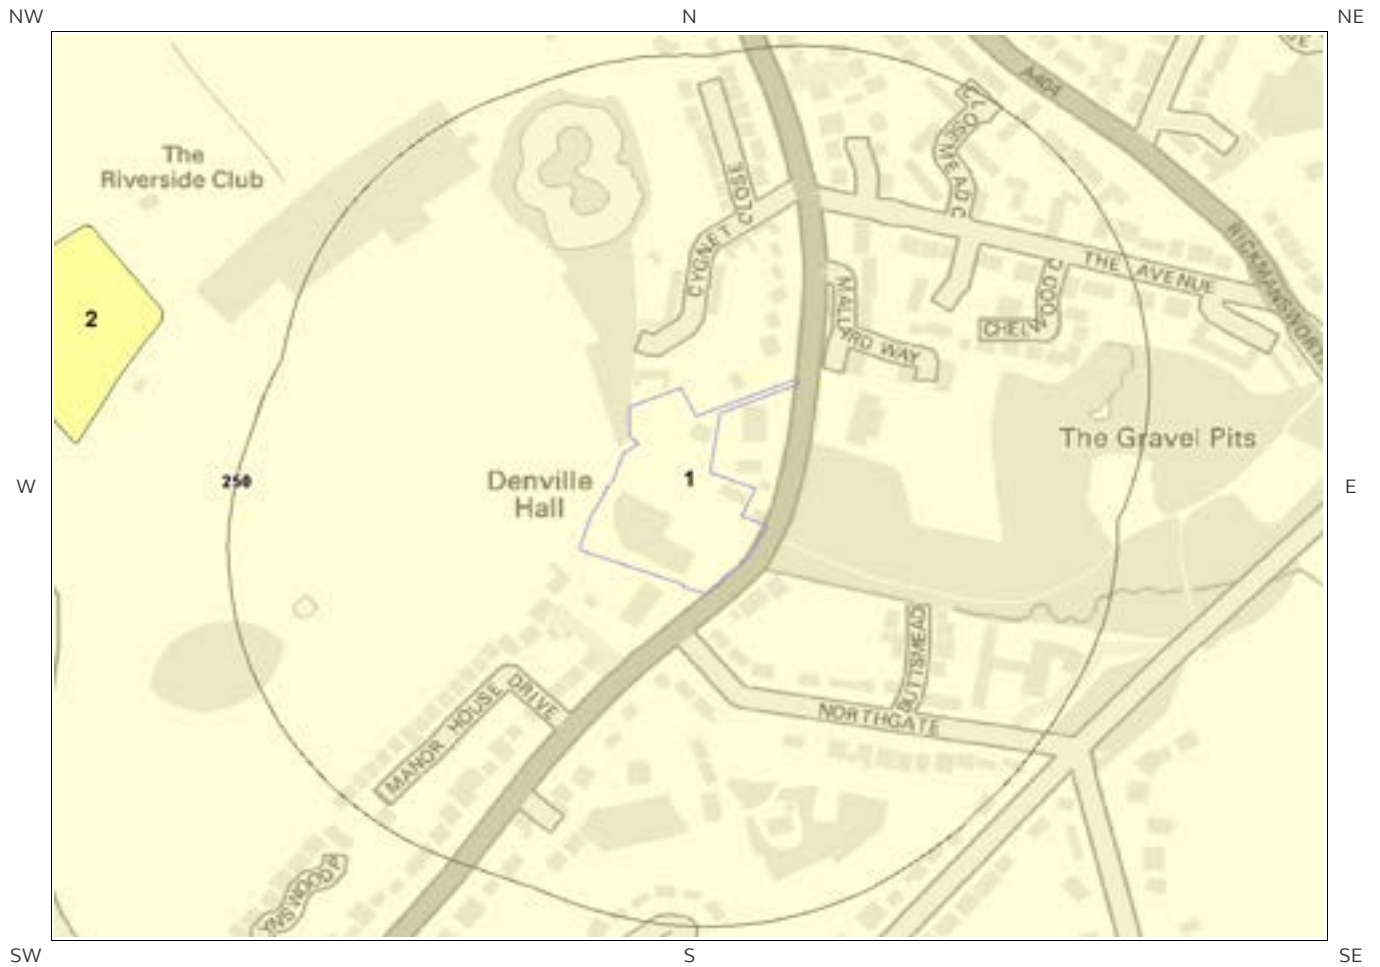 NW
N
NE
A404
The
Riverside Club
CLOSE
CYGNET
THE AVENUE
RICKMANSWORTH
2
MALLARD WAY
The Gravel Pits
W
250
Denville
Hall
1
E
BUTTSMEAD
DRIVE
MANOR HOUSE
NORTHGATE
SW
S
SE